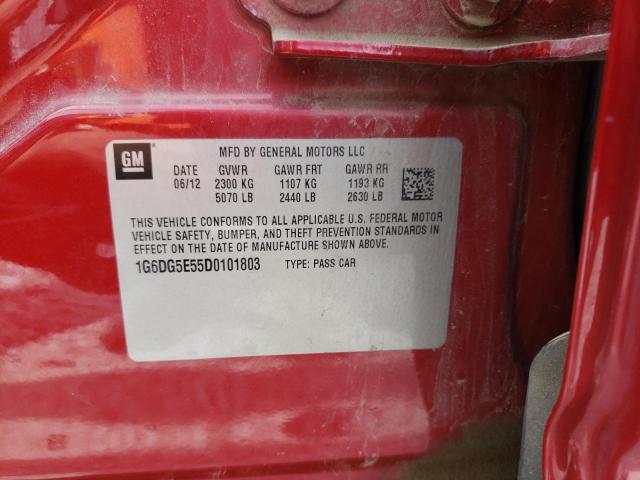 GM
MFD BY GENERAL MOTORS LLC
DATE GVWR GAWR FRT GAWR RR
06/12 2300 KG 1107 KG 1193 KG
5070 LB 2440 LB 2630 LB
THIS VEHICLE CONFORMS TO ALL APPLICABLE U.S. FEDERAL MOTOR
VEHICLE SAFETY, BUMPER, AND THEFT PREVENTION STANDARDS IN
EFFECT ON THE DATE OF MANUFACTURE SHOWN ABOVE.
1G6DG5E55D0101803 TYPE: PASS CAR